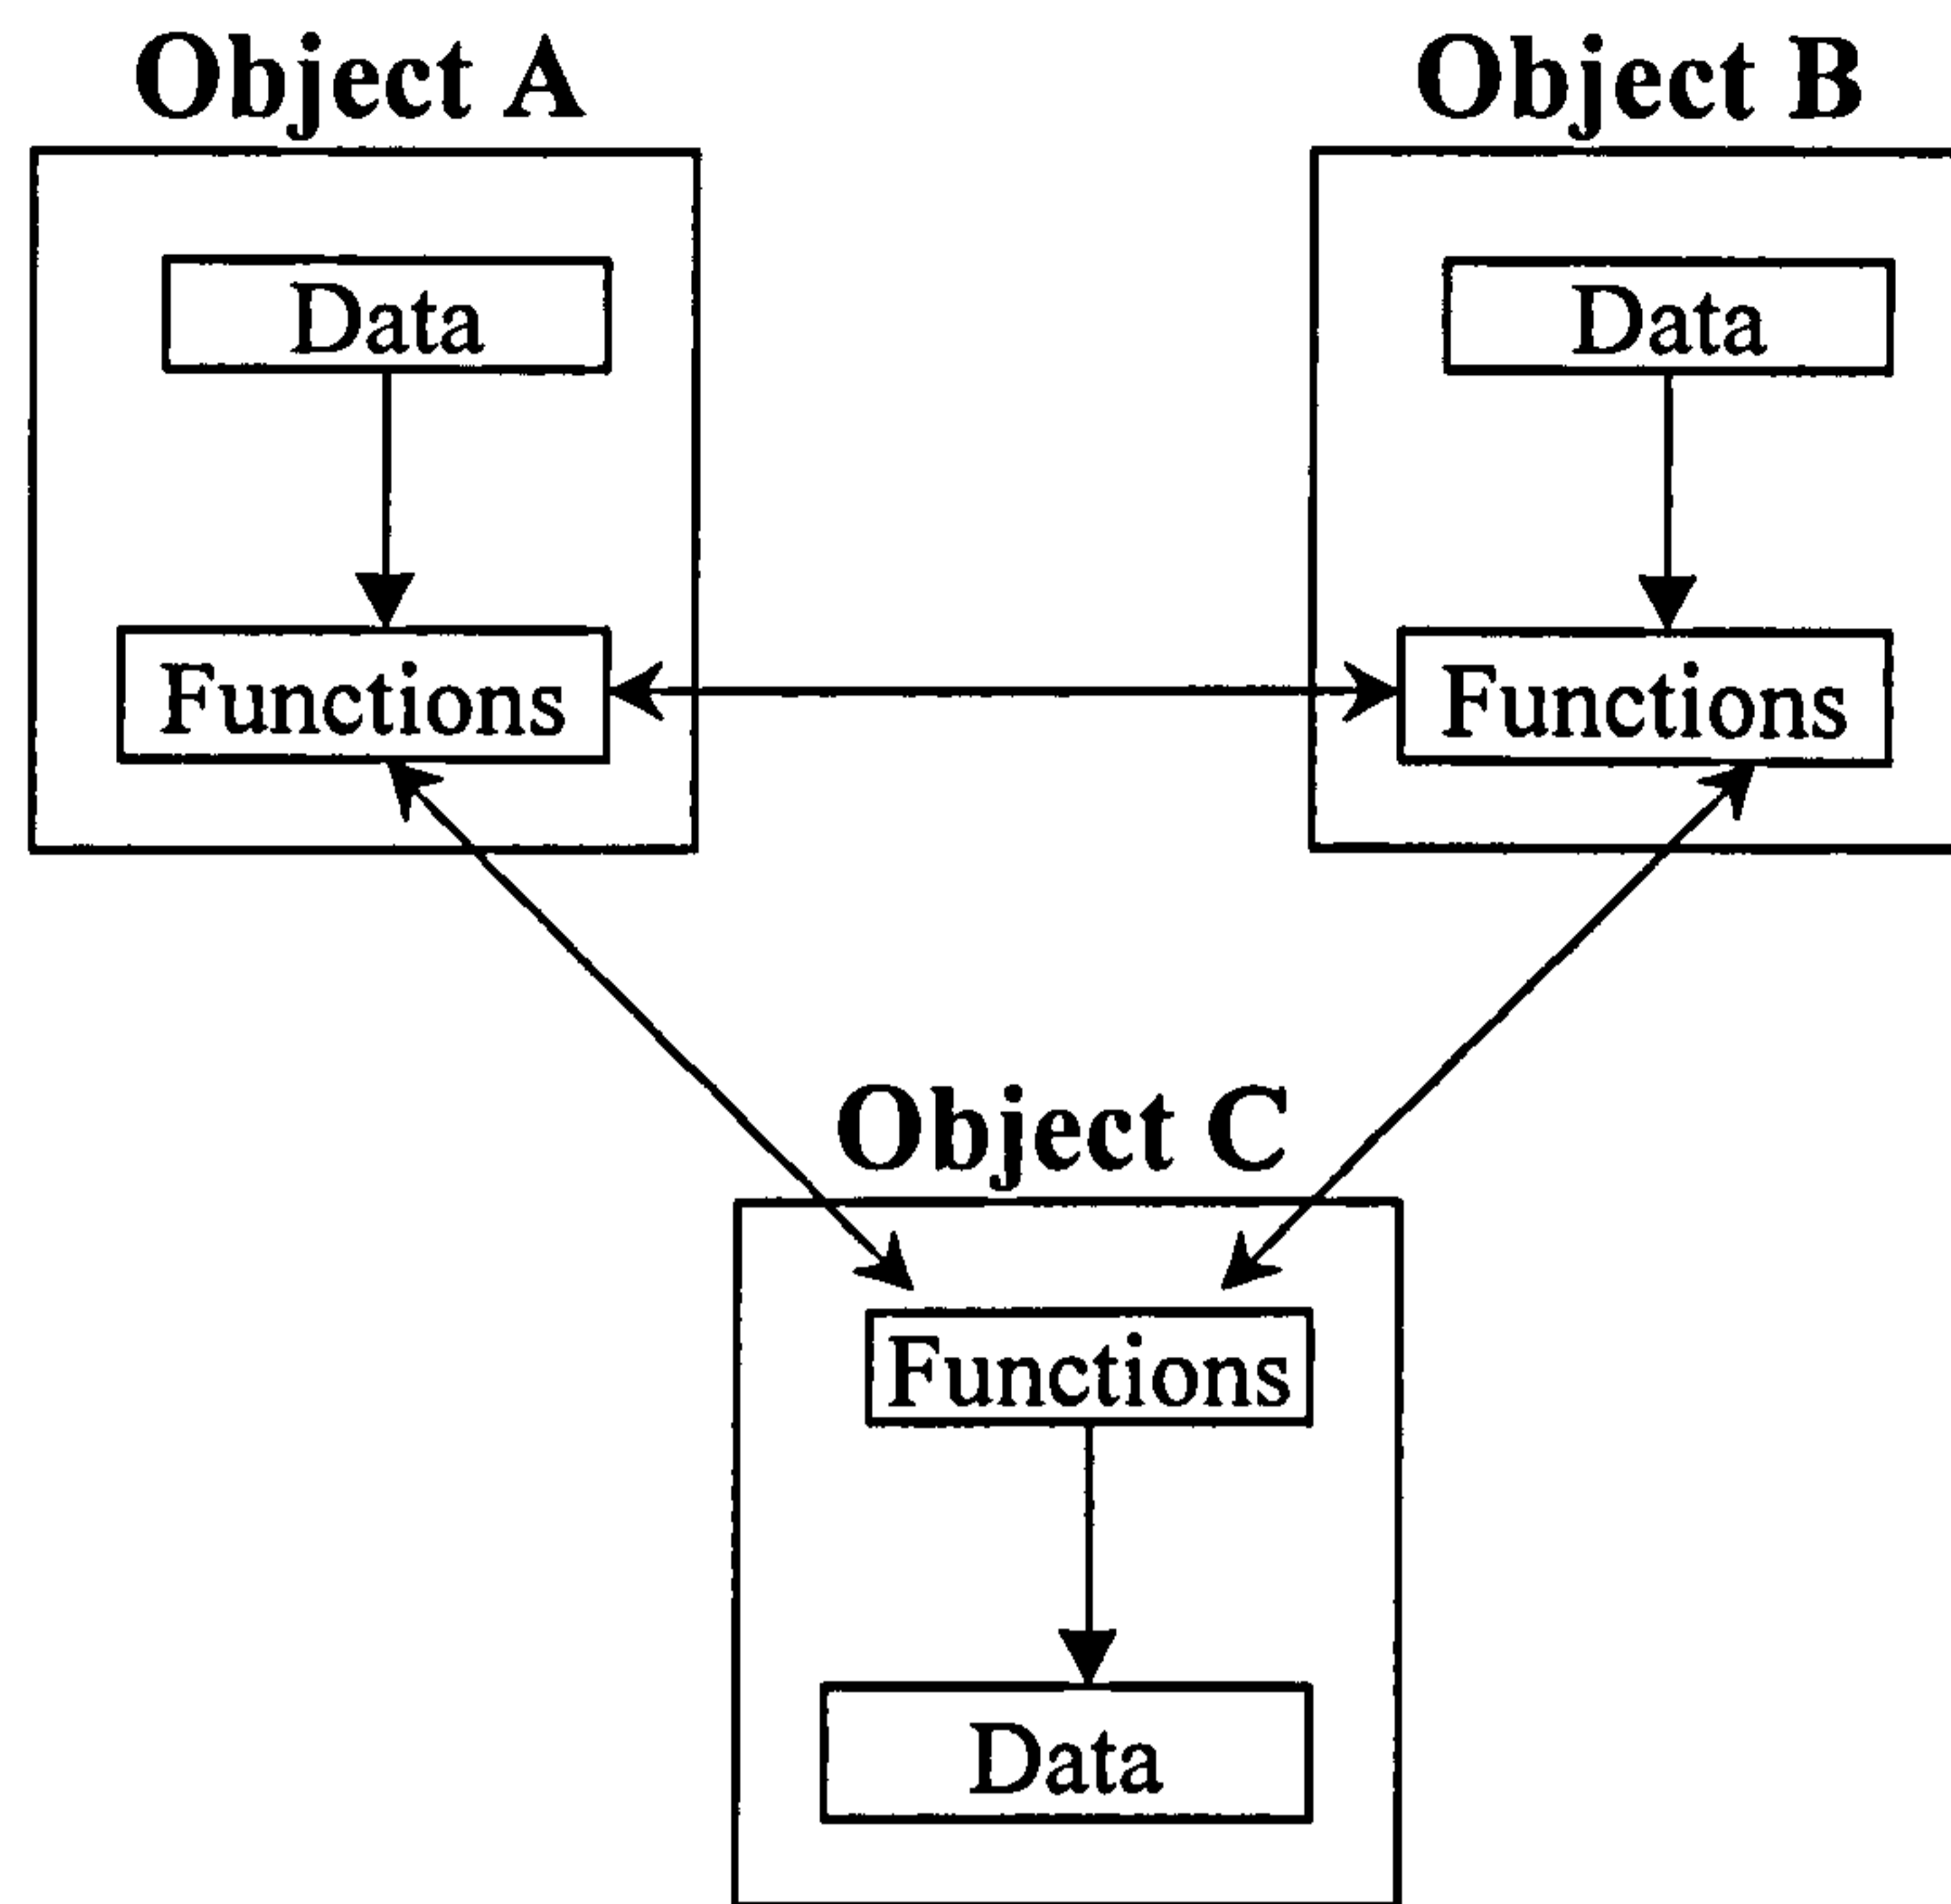 Object A
Object B
Data
Data
Functions
Functions
Object C
Functions
Data